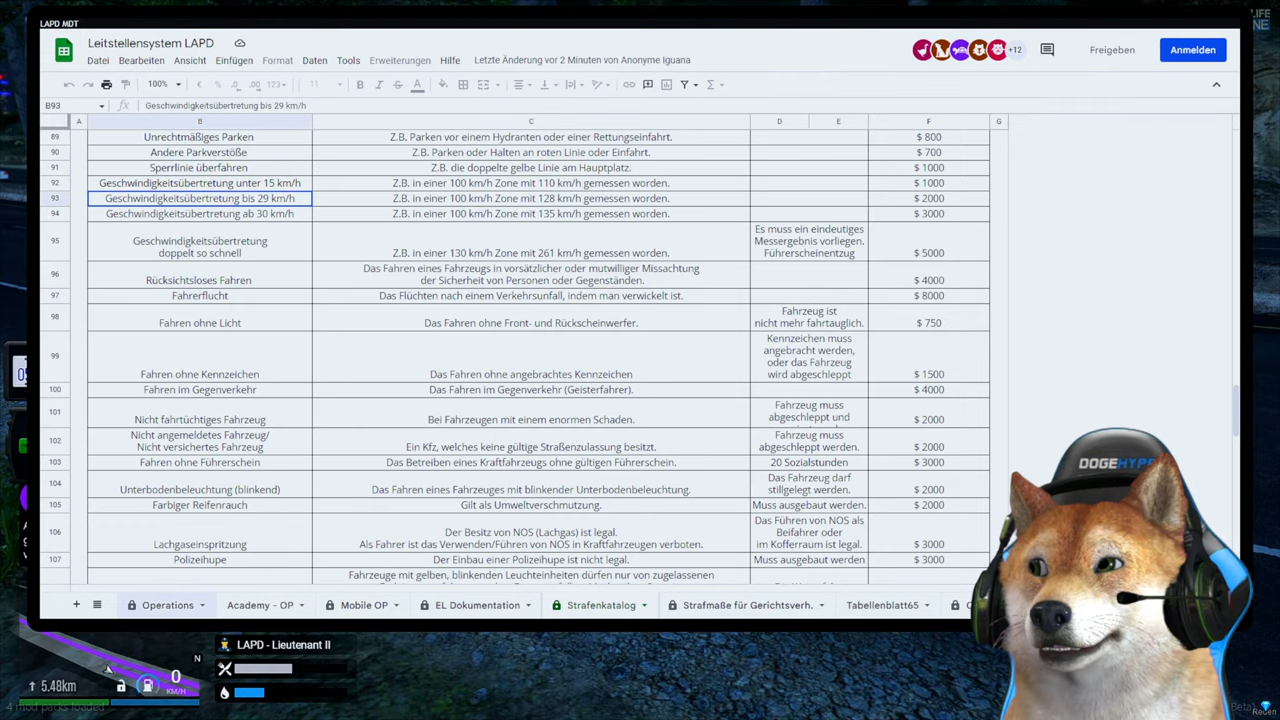 LAPD MDT
LIFE
Leitstellensystem LAPD
+12
Freigeben
Anmelden
Datei Bearbeiten Ansicht Einfügen Format Daten Tools Erweiterungen Hilfe Letzte Änderung vor 2 Minuten von Anonyme Iguana
100% € % .0 .00 123 11 B I S A
B93 fx Geschwindigkeitsübertretung bis 29 km/h
A B C D E F G
89 Unrechtmäßiges Parken Z.B. Parken vor einem Hydranten oder einer Rettungseinfahrt. $ 800
90 Andere Parkverstöße Z.B. Parken oder Halten an roten Linie oder Einfahrt. $ 700
91 Sperrlinie überfahren Z.B. die doppelte gelbe Linie am Hauptplatz. $ 1000
92 Geschwindigkeitsübertretung unter 15 km/h Z.B. in einer 100 km/h Zone mit 110 km/h gemessen worden. $ 1000
93 Geschwindigkeitsübertretung bis 29 km/h Z.B. in einer 100 km/h Zone mit 128 km/h gemessen worden. $ 2000
94 Geschwindigkeitsübertretung ab 30 km/h Z.B. in einer 100 km/h Zone mit 135 km/h gemessen worden. $ 3000
Es muss ein eindeutiges
95 Geschwindigkeitsübertretung Messergebnis vorliegen.
doppelt so schnell Z.B. in einer 130 km/h Zone mit 261 km/h gemessen worden. Führerscheinentzug $ 5000
96 Das Fahren eines Fahrzeugs in vorsätzlicher oder mutwilliger Missachtung
Rücksichtsloses Fahren der Sicherheit von Personen oder Gegenständen. $ 4000
97 Fahrerflucht Das Flüchten nach einem Verkehrsunfall, indem man verwickelt ist. $ 8000
98 Fahrzeug ist
Fahren ohne Licht Das Fahren ohne Front- und Rückscheinwerfer. nicht mehr fahrtauglich. $ 750
Kennzeichen muss
99 angebracht werden,
oder das Fahrzeug
Fahren ohne Kennzeichen Das Fahren ohne angebrachtes Kennzeichen wird abgeschleppt $ 1500
100 Fahren im Gegenverkehr Das Fahren im Gegenverkehr (Geisterfahrer). $ 4000
101 Fahrzeug muss
Nicht fahrtüchtiges Fahrzeug Bei Fahrzeugen mit einem enormen Schaden. abgeschleppt und $ 2000
102 Nicht angemeldetes Fahrzeug/ Fahrzeug muss
Nicht versichertes Fahrzeug Ein Kfz, welches keine gültige Straßenzulassung besitzt. abgeschleppt werden. $ 2000
103 Fahren ohne Führerschein Das Betreiben eines Kraftfahrzeugs ohne gültigen Führerschein. 20 Sozialstunden $ 3000
104 Das Fahrzeug darf
Unterbodenbeleuchtung (blinkend) Das Fahren eines Fahrzeuges mit blinkender Unterbodenbeleuchtung. stillgelegt werden. $ 2000
105 Farbiger Reifenrauch Gilt als Umweltverschmutzung. Muss ausgebaut werden. $ 2000
Das Führen von NOS als
106 Der Besitz von NOS (Lachgas) ist legal. Beifahrer oder
Lachgaseinspritzung Als Fahrer ist das Verwenden/Führen von NOS in Kraftfahrzeugen verboten. im Kofferraum ist legal. $ 3000
107 Polizeihupe Der Einbau einer Polizeihupe ist nicht legal. Muss ausgebaut werden $ 3000
Fahrzeuge mit gelben, blinkenden Leuchteinheiten dürfen nur von zugelassenen
Operations Academy - OP Mobile OP EL Dokumentation Strafenkatalog Strafmaße für Gerichtsverh. Tabellenblatt65
DOGEHYPE
LAPD - Lieutenant II
N
0
KM/H
5.48km
4 mod packs loaded
Beta)
Reden